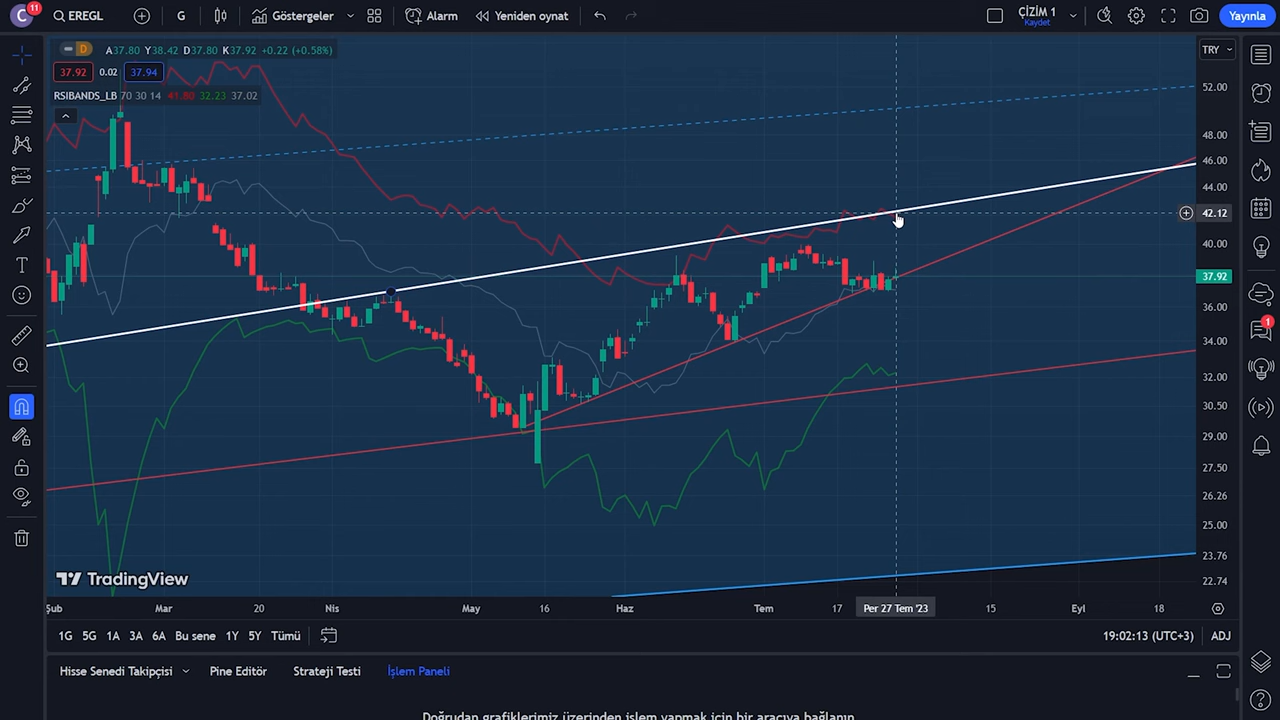 C 11 EREGL G Göstergeler Alarm Yeniden oynat ÇİZİM 1 Kaydet Yayınla
D A37.80 Y38.42 D37.80 K37.92 +0.22 (+0.58%)
37.92 0.02 37.94
RSIBANDS_LB 70 30 14 41.80 32.23 37.02
TRY
52.00
48.00
46.00
44.00
42.12
40.00
37.92
36.00
34.00
32.00
30.50
29.00
27.50
26.26
25.00
23.76
22.74
1
TradingView
Şub Mar 20 Nis May 16 Haz Tem 17 Per 27 Tem '23 15 Eyl 18
1G 5G 1A 3A 6A Bu sene 1Y 5Y Tümü 19:02:13 (UTC+3) ADJ
Hisse Senedi Takipçisi Pine Editör Strateji Testi İşlem Paneli
Doğrudan grafiklerimiz üzerinden işlem yapmak için bir aracıya bağlanın